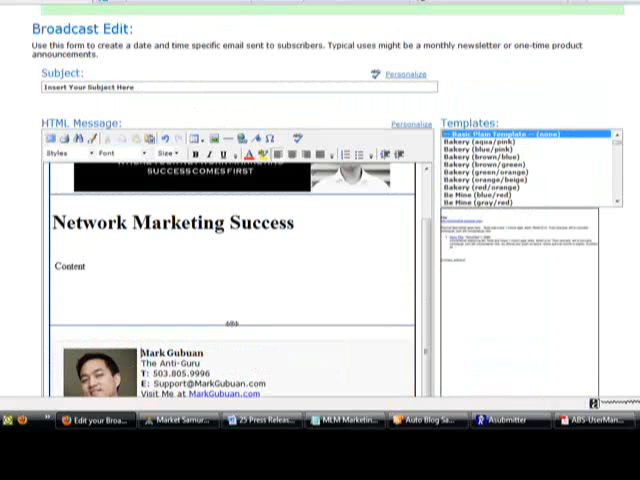 Broadcast Edit:
Use this form to create a date and time specific email sent to subscribers. Typical uses might be a monthly newsletter or one-time product
announcements.
Subject:
Personalize
Insert Your Subject Here
HTML Message:
Personalize
Templates:
Styles
Font
Size
B I U
-- Basic Plain Template -- (none)
Bakery (aqua/pink)
Bakery (blue/pink)
Bakery (brown/blue)
Bakery (brown/green)
Bakery (green/orange)
Bakery (orange/beige)
Bakery (red/orange)
Be Mine (blue/red)
Be Mine (gray/red)
SUCCESS COMES FIRST
Network Marketing Success
Content
Mark Gubuan
The Anti-Guru
T: 503.805.9996
E: Support@MarkGubuan.com
Visit Me at MarkGubuan.com
Edit your Broa...
Market Samur...
25 Press Releas...
MLM Marketin...
Auto Blog Sa...
Asubmitter
ABS-UserMan...